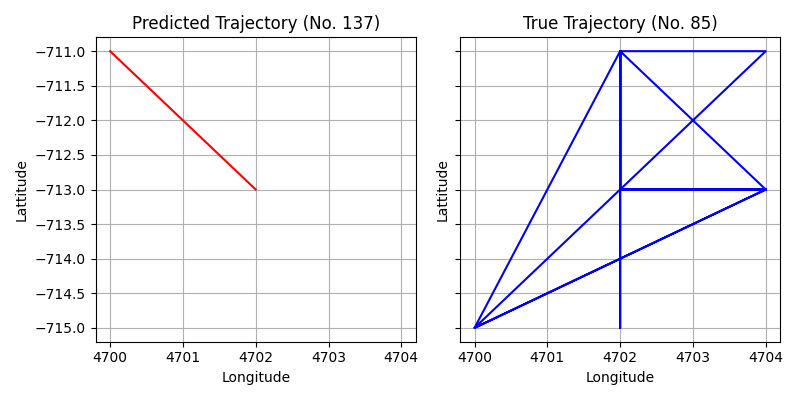 Predicted Trajectory (No. 137)
True Trajectory (No. 85)
Lattitude
−711.0
−711.5
−712.0
−712.5
−713.0
−713.5
−714.0
−714.5
−715.0
4700 4701 4702 4703 4704
Longitude
Lattitude
4700 4701 4702 4703 4704
Longitude